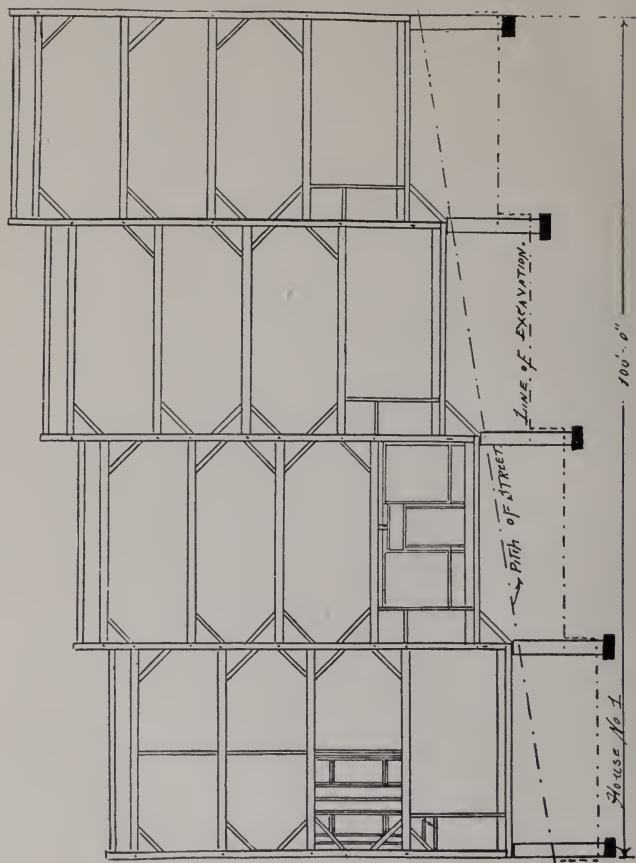 LINE OF EXCAVATION.
PITCH OF STREET
100'-0"
HOUSE No 1